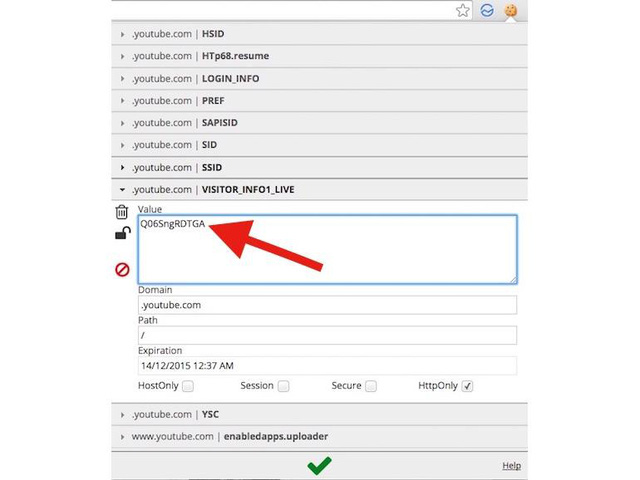 .youtube.com | HSID
.youtube.com | HTp68.resume
.youtube.com | LOGIN_INFO
.youtube.com | PREF
.youtube.com | SAPISID
.youtube.com | SID
.youtube.com | SSID
.youtube.com | VISITOR_INFO1_LIVE
Value
Q06SngRDTGA
Domain
.youtube.com
Path
/
Expiration
14/12/2015 12:37 AM
HostOnly Session Secure HttpOnly
.youtube.com | YSC
www.youtube.com | enabledapps.uploader
Help